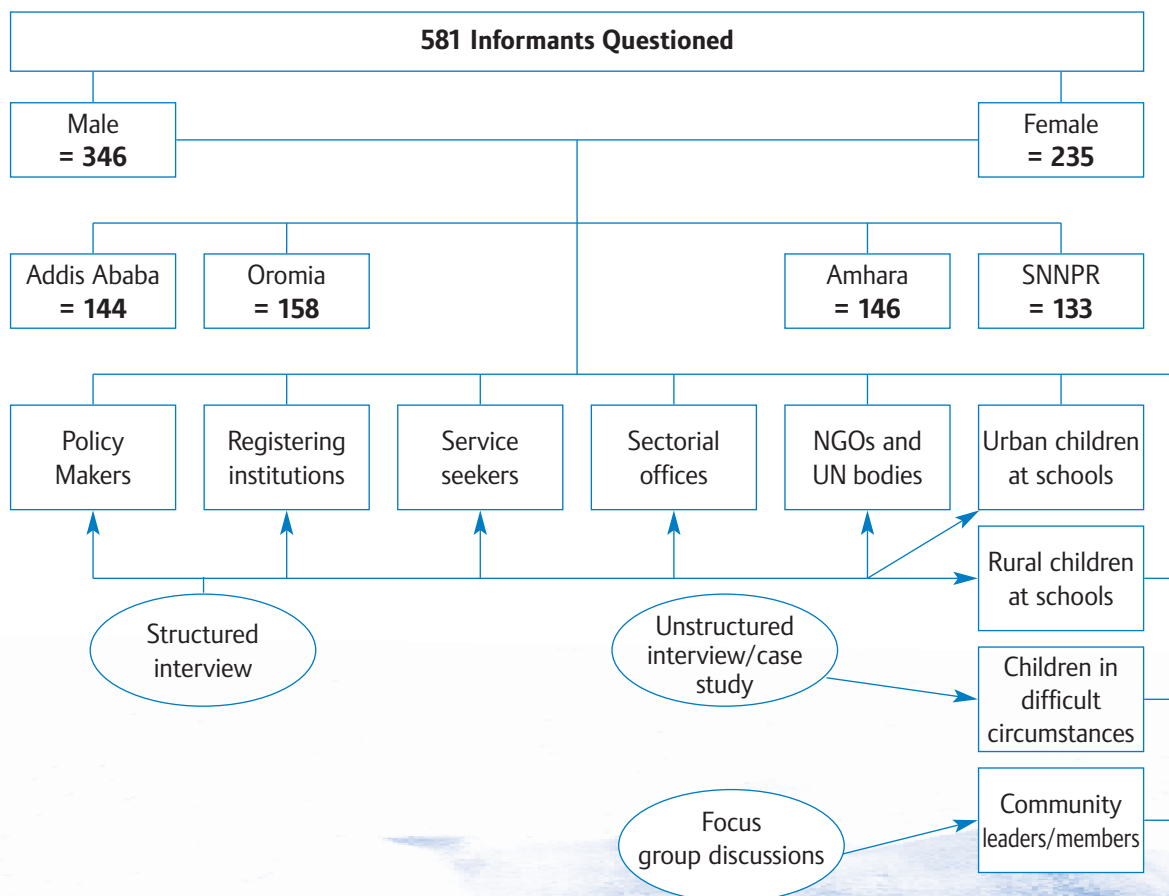 581 Informants Questioned
Male
= 346
Female
= 235
Addis Ababa
= 144
Oromia
= 158
Amhara
= 146
SNNPR
= 133
Policy
Makers
Registering
institutions
Service
seekers
Sectorial
offices
NGOs and
UN bodies
Urban children
at schools
Rural children
at schools
Structured
interview
Unstructured
interview/case
study
Children in
difficult
circumstances
Focus
group discussions
Community
leaders/members